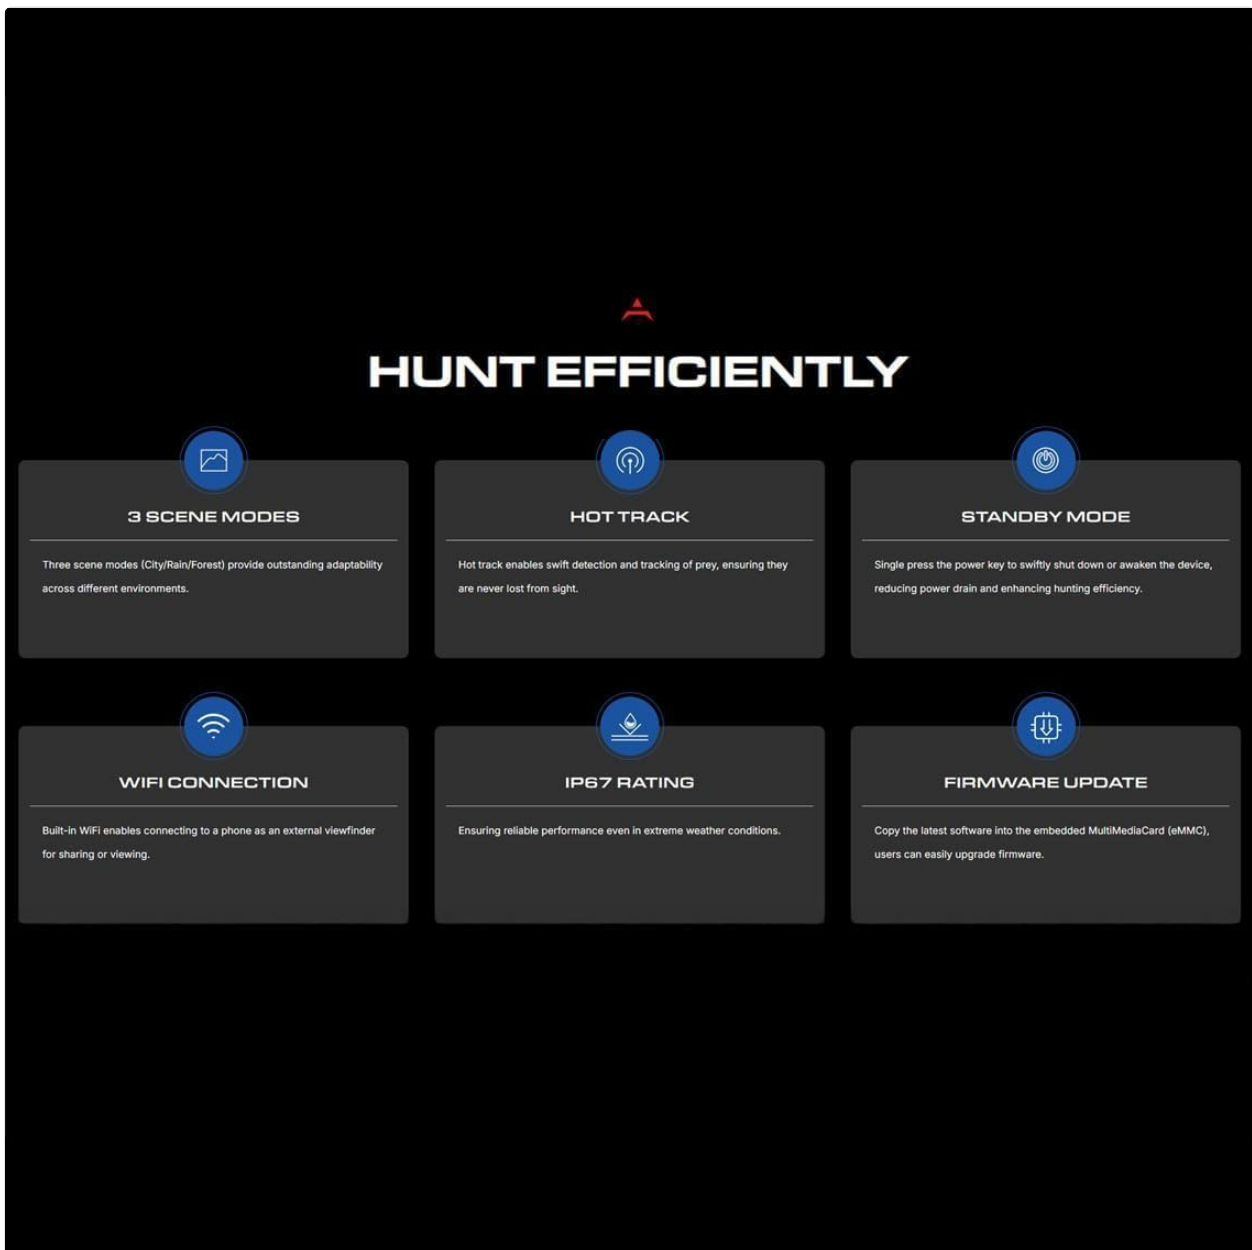 HUNT EFFICIENTLY
3 SCENE MODES
Three scene modes (City/Rain/Forest) provide outstanding adaptability
across different environments.
HOT TRACK
Hot track enables swift detection and tracking of prey, ensuring they
are never lost from sight.
STANDBY MODE
Single press the power key to swiftly shut down or awaken the device,
reducing power drain and enhancing hunting efficiency.
WIFI CONNECTION
Built-in WiFi enables connecting to a phone as an external viewfinder
for sharing or viewing.
IP67 RATING
Ensuring reliable performance even in extreme weather conditions.
FIRMWARE UPDATE
Copy the latest software into the embedded MultiMediaCard (eMMC),
users can easily upgrade firmware.